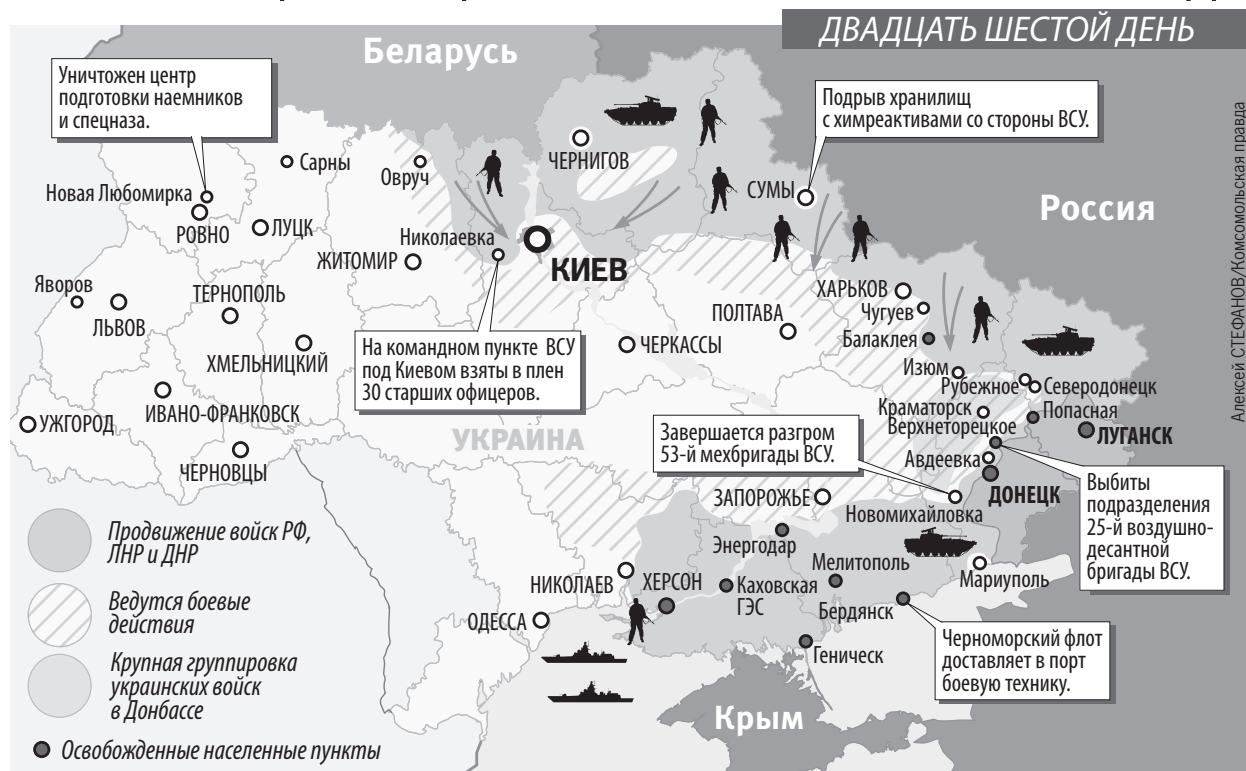 ДВАДЦАТЬ ШЕСТОЙ ДЕНЬ
Беларусь
Уничтожен центр
подготовки наемников
и спецназа.
Подрыв хранилищ
с химреактивами со стороны ВСУ.
Алексей СТЕФАНОВ/Комсомольская правда
ЧЕРНИГОВ
Сарны
Овруч
СУМЫ
Россия
Новая Любомирка
РОВНО
ЛУЦК
Николаевка
КИЕВ
ЖИТОМИР
Яворов
ЛЬВОВ
ТЕРНОПОЛЬ
ХАРЬКОВ
Чугуев
ПОЛТАВА
Балаклея
ХМЕЛЬНИЦКИЙ
На командном пункте ВСУ
под Киевом взяты в плен
30 старших офицеров.
ЧЕРКАССЫ
Изюм
Рубежное
Северодонецк
ИВАНО-ФРАНКОВСК
УЖГОРОД
Краматорск
Попасная
Верхнеторецкое
ЛУГАНСК
УКРАИНА
Завершается разгром
53-й мехбригады ВСУ.
Авдеевка
ЧЕРНОВЦЫ
ДОНЕЦК
Выбиты
подразделения
25-й воздушно-
десантной
бригады ВСУ.
ЗАПОРОЖЬЕ
Новомихайловка
Энергодар
Мелитополь
Мариуполь
НИКОЛАЕВ
ХЕРСОН
Каховская
ГЭС
Бердянск
ОДЕССА
Геническ
Черноморский флот
доставляет в порт
боевую технику.
Крым
Продвижение войск РФ,
ЛНР и ДНР
Ведутся боевые
действия
Крупная группировка
украинских войск
в Донбассе
Освобожденные населенные пункты